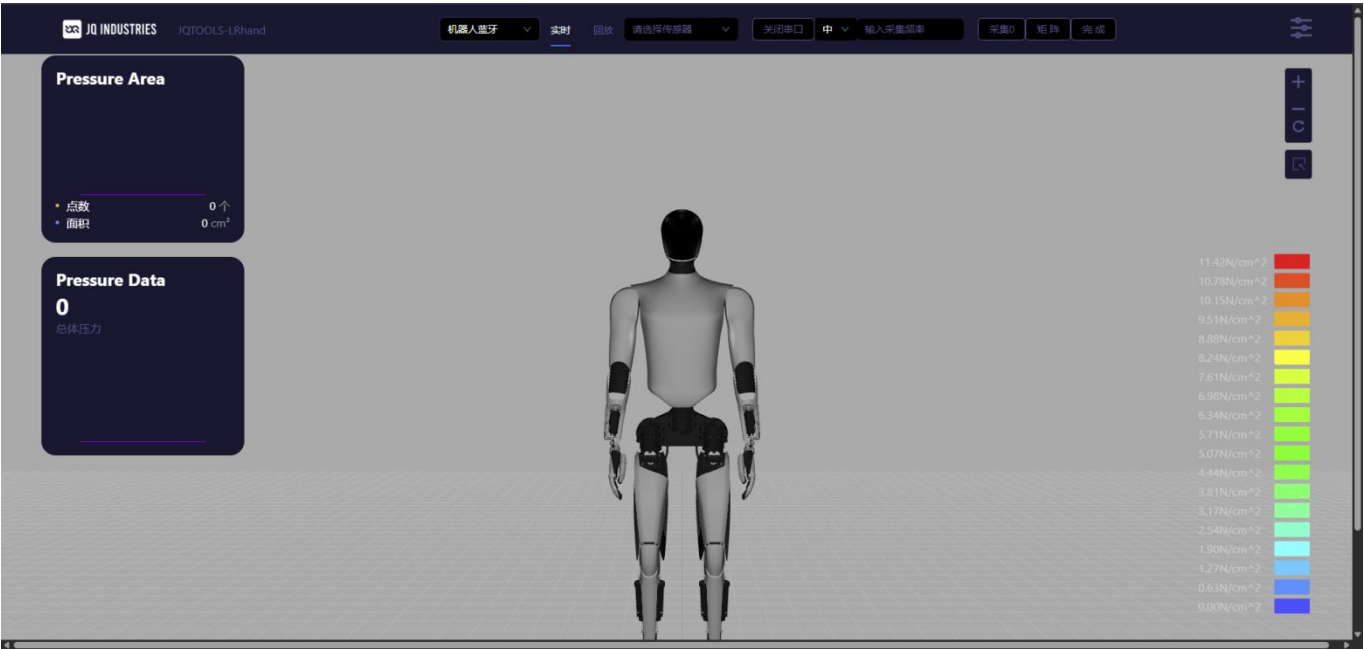 JQ INDUSTRIES JQTOOLS-LRhand 机器人蓝牙 实时 回放 请选择传感器 关闭串口 中 输入采集频率 采集0 矩阵 完成
Pressure Area
点数 0个
面积 0 cm²
Pressure Data
0
总体压力
11.42N/cm^2
10.78N/cm^2
10.15N/cm^2
9.51N/cm^2
8.88N/cm^2
8.24N/cm^2
7.61N/cm^2
6.98N/cm^2
6.34N/cm^2
5.71N/cm^2
5.07N/cm^2
4.44N/cm^2
3.81N/cm^2
3.17N/cm^2
2.54N/cm^2
1.90N/cm^2
1.27N/cm^2
0.63N/cm^2
0.00N/cm^2